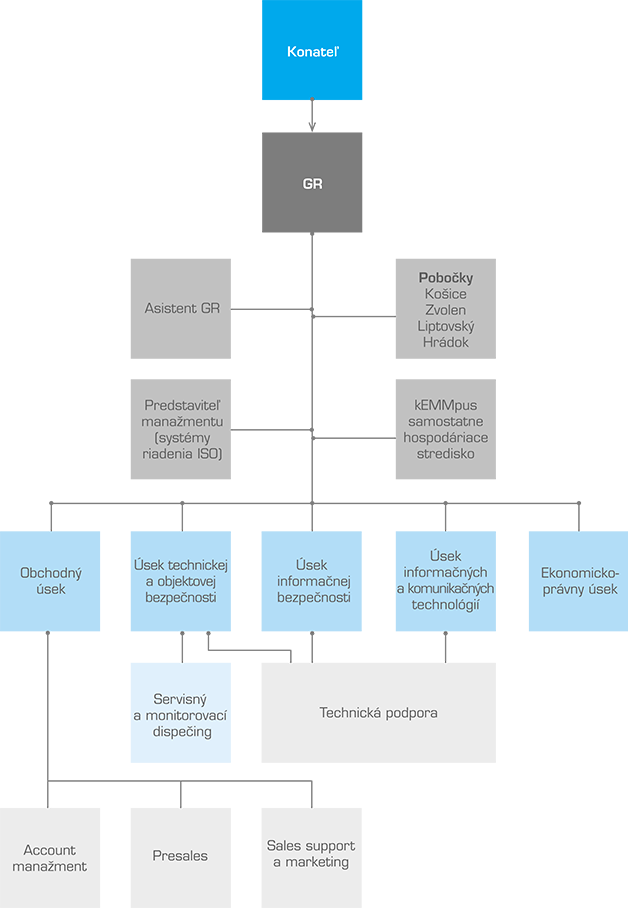 Konateľ
GR
Asistent GR
Pobočky
Košice
Zvolen
Liptovský
Hrádok
Predstaviteľ
manažmentu
(systémy
riadenia ISO)
kEMMpus
samostatne
hospodáriace
stredisko
Obchodný
úsek
Úsek technickej
a objektovej
bezpečnosti
Úsek
informačnej
bezpečnosti
Úsek
informačných
a komunikačných
technológií
Ekonomicko-
právny úsek
Servisný
a monitorovací
dispečing
Technická podpora
Account
manažment
Presales
Sales support
a marketing